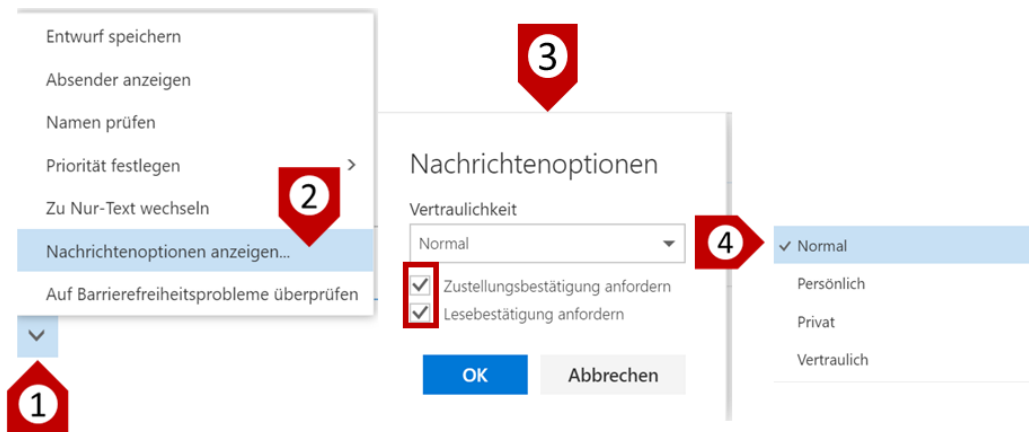 Entwurf speichern
Absender anzeigen
Namen prüfen
Priorität festlegen
Zu Nur-Text wechseln
Nachrichtenoptionen anzeigen...
Auf Barrierefreiheitsprobleme überprüfen
1
2
3
Nachrichtenoptionen
Vertraulichkeit
Normal
Zustellungsbestätigung anfordern
Lesebestätigung anfordern
OK Abbrechen
4
Normal
Persönlich
Privat
Vertraulich